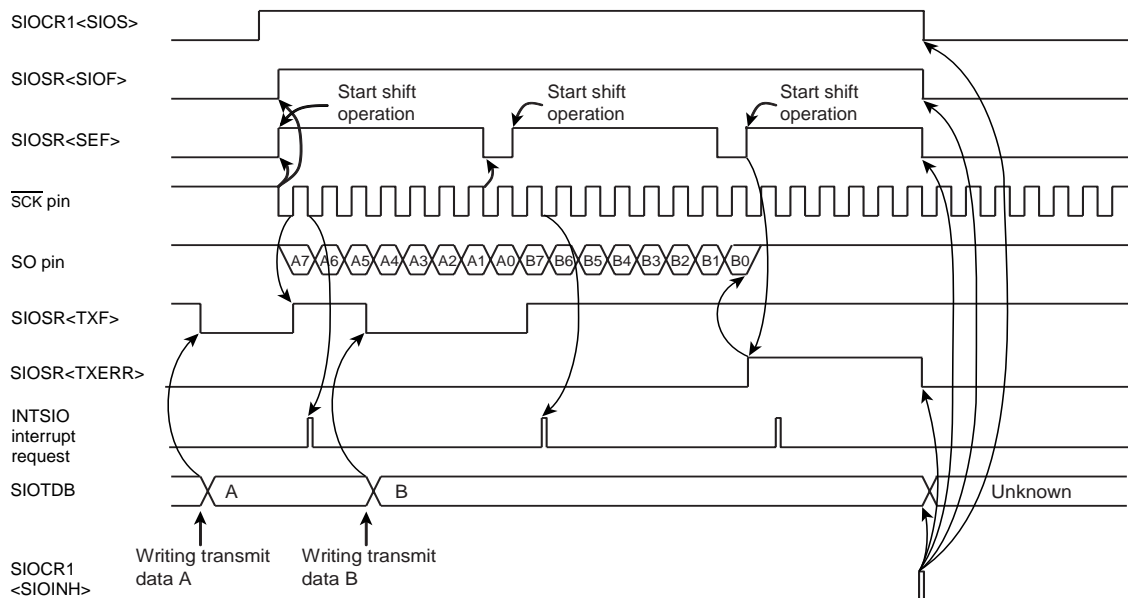 SIOCR1<SIOS>
SIOSR<SIOF>
Start shift
operation
Start shift
operation
Start shift
operation
SIOSR<SEF>
SCK pin
SO pin
A7 A6 A5 A4 A3 A2 A1 A0 B7 B6 B5 B4 B3 B2 B1 B0
SIOSR<TXF>
SIOSR<TXERR>
INTSIO
interrupt
request
SIOTDB
A
B
Unknown
Writing transmit
data A
Writing transmit
data B
SIOCR1
<SIOINH>